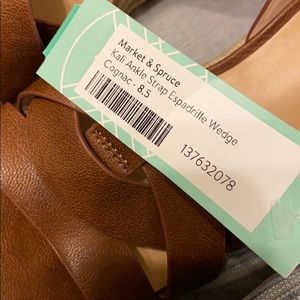 Market & Spruce
Kali Ankle Strap Espadrille Wedge
Cognac - 8.5
137632078